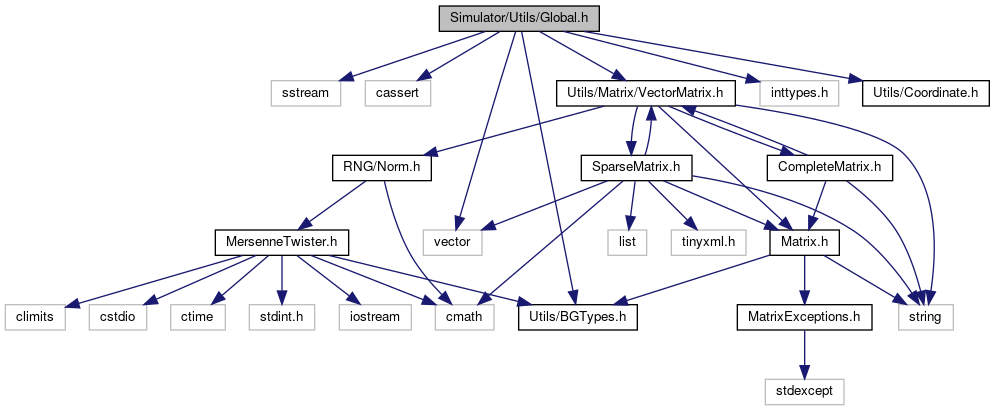 Simulator/Utils/Global.h
sstream
cassert
Utils/Matrix/VectorMatrix.h
inttypes.h
Utils/Coordinate.h
RNG/Norm.h
SparseMatrix.h
CompleteMatrix.h
MersenneTwister.h
vector
list
tinyxml.h
Matrix.h
climits
cstdio
ctime
stdint.h
iostream
cmath
Utils/BGTypes.h
MatrixExceptions.h
string
stdexcept